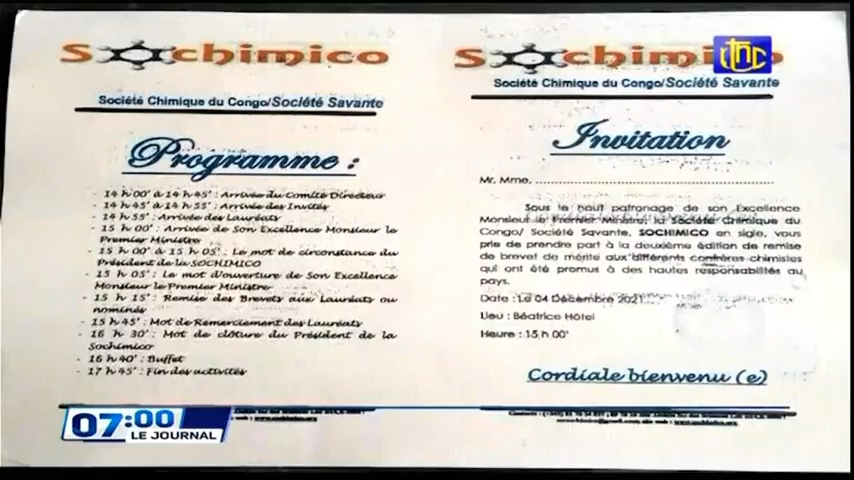 Sochimico
Société Chimique du Congo/Société Savante
Programme :
- 14 h 00' à 14 h 45' : Arrivée du Comité Directeur
- 14 h 45' à 14 h 55' : Arrivée des Invités
- 14 h 55' : Arrivée des Lauréats
- 15 h 00' : Arrivée de Son Excellence Monsieur le
Premier Ministre
- 15 h 00' à 15 h 05' : Le mot de circonstance du
Président de la SOCHIMICO
- 15 h 05' : Le mot d'ouverture de Son Excellence
Monsieur le Premier Ministre
- 15 h 15' : Remise des Brevets aux Lauréats ou
nominés
- 15 h 45' : Mot de Remerciement des Lauréats
- 16 h 30' : Mot de clôture du Président de la
Sochimico
- 16 h 40' : Buffet
- 17 h 45' : Fin des activités
Sochimico
Société Chimique du Congo/Société Savante
Invitation
Mr. Mme,
Sous le haut patronage de son Excellence
Monsieur le Premier Ministre, la Société Chimique du
Congo/ Société Savante, SOCHIMICO en sigle, vous
prie de prendre part à la deuxième édition de remise
de brevet de mérite aux différents confrères chimistes
qui ont été promus à des hautes responsabilités au
pays.
Date : Le 04 Décembre 2021
Lieu : Béatrice Hôtel
Heure : 15 h 00'
Cordiale bienvenu (e)
07:00
LE JOURNAL